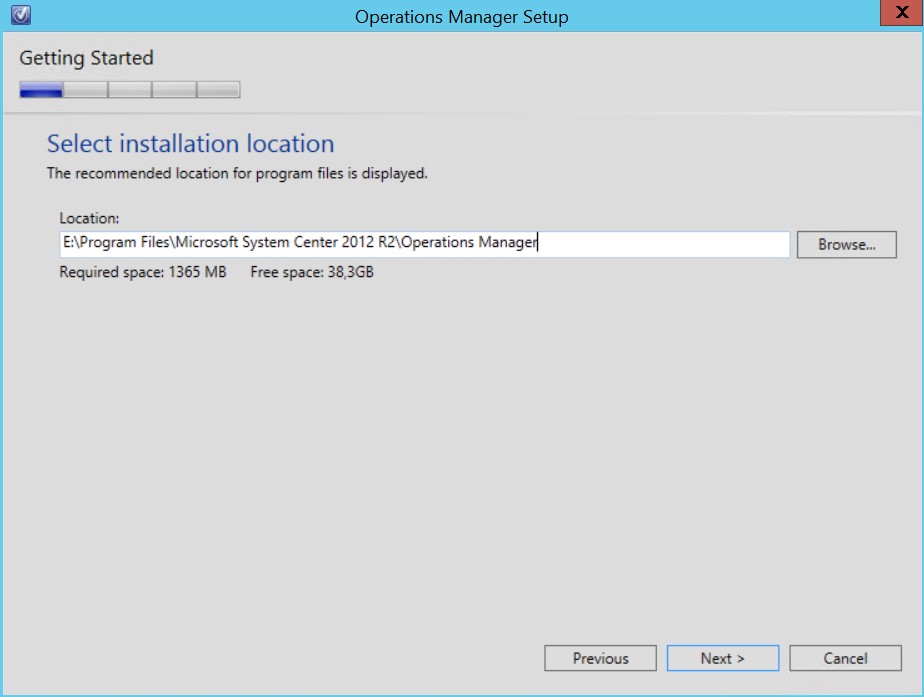 Operations Manager Setup
X
Getting Started
Select installation location
The recommended location for program files is displayed.
Location:
E:\Program Files\Microsoft System Center 2012 R2\Operations Manager
Browse...
Required space: 1365 MB Free space: 38,3GB
Previous Next > Cancel